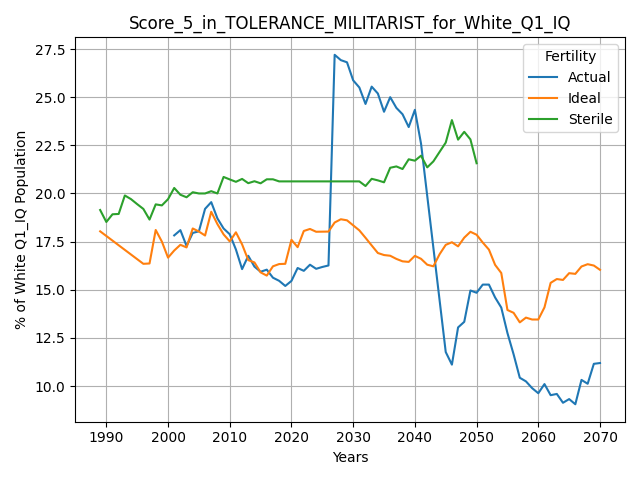 Score_5_in_TOLERANCE_MILITARIST_for_White_Q1_IQ
Fertility
Actual
Ideal
Sterile
% of White Q1_IQ Population
27.5
25.0
22.5
20.0
17.5
15.0
12.5
10.0
1990 2000 2010 2020 2030 2040 2050 2060 2070
Years